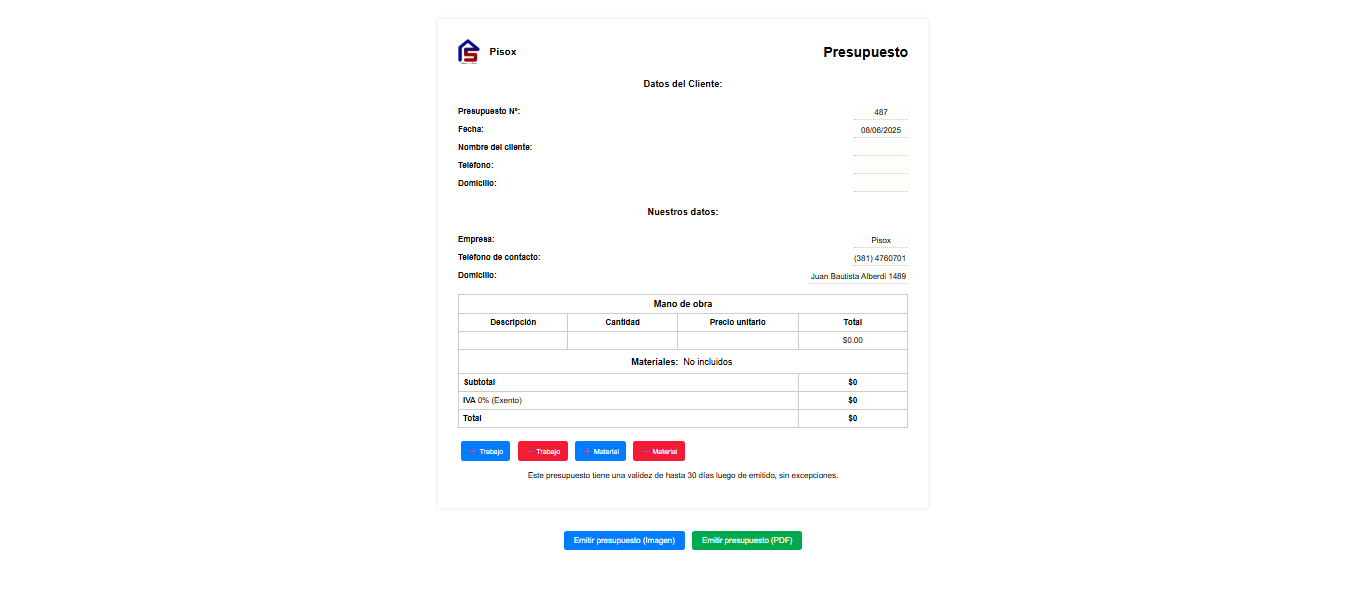 Pisox
Presupuesto
Datos del Cliente:
Presupuesto N°: 487
Fecha: 08/06/2025
Nombre del cliente:
Teléfono:
Domicilio:
Nuestros datos:
Empresa: Pisox
Teléfono de contacto: (381) 4760701
Domicilio: Juan Bautista Alberdi 1489
Mano de obra
Descripción Cantidad Precio unitario Total
$0.00
Materiales: No incluidos
Subtotal $0
IVA 0% (Exento) $0
Total $0
+ Trabajo − Trabajo + Material − Material
Este presupuesto tiene una validez de hasta 30 días luego de emitido, sin excepciones.
Emitir presupuesto (Imagen) Emitir presupuesto (PDF)